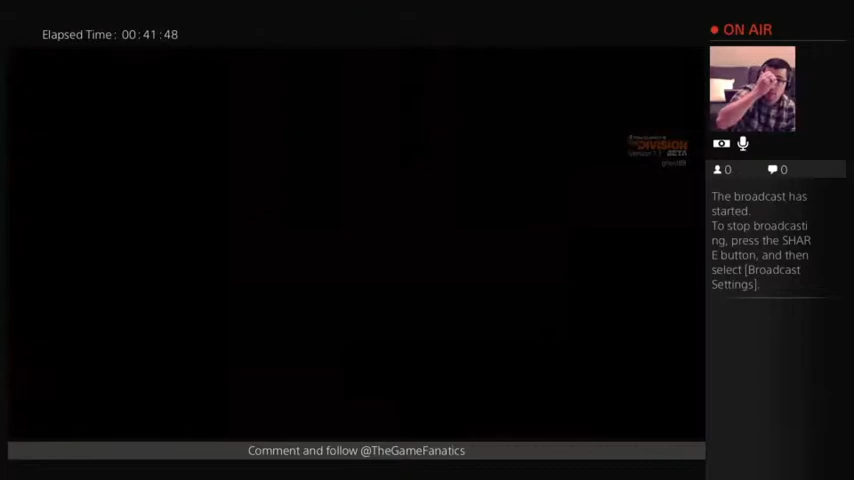 Elapsed Time: 00:41:48
ON AIR
THE DIVISION
BETA
0 0
The broadcast has
started.
To stop broadcasti
ng, press the SHAR
E button, and then
select [Broadcast
Settings].
Comment and follow @TheGameFanatics